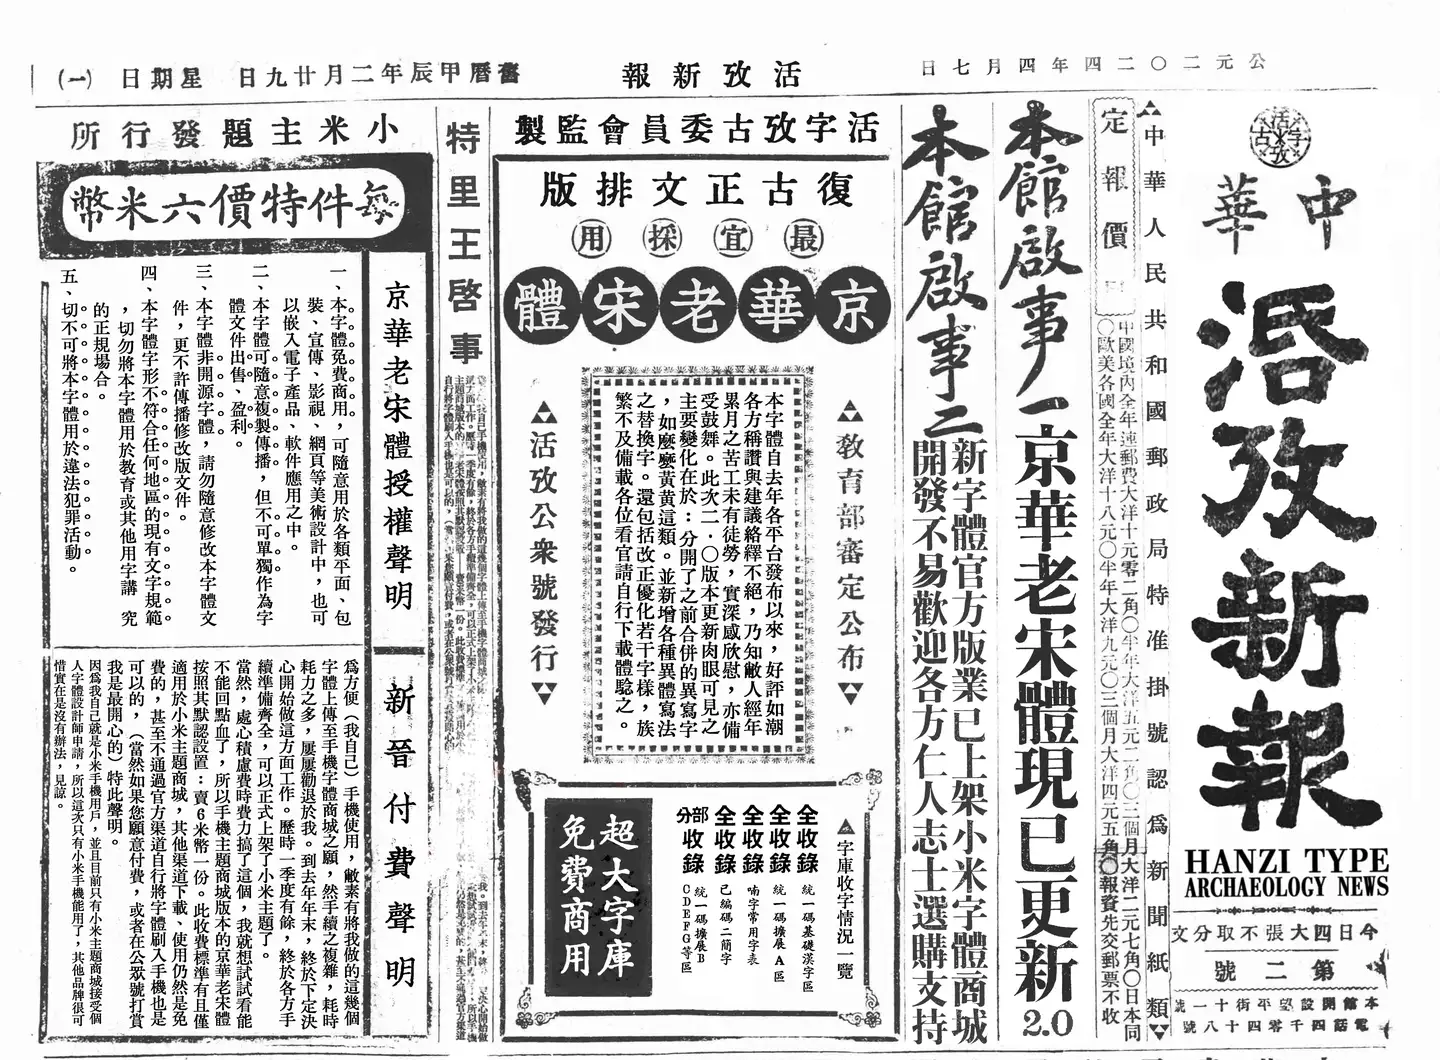 公元二〇二四年四月七日
活攷新報
舊曆甲辰年二月廿九日 星期日 (一)
活字攷古
中華
活攷新報
HANZI TYPE
ARCHAEOLOGY NEWS
今日四大張不取分文
第二號
本館開設望平街十一號
電話四千零四十八號
中華人民共和國郵政局特准掛號認爲新聞紙類
定報價
中國境內全年連郵費大洋十元零二角〇半年大洋五元二角〇三個月大洋二元七角〇日本同
〇歐美各國全年大洋十八元〇半年大洋九元〇三個月大洋四元五角〇報費先交郵票不收
本館啟事一
京華老宋體現已更新2.0
本館啟事二
新字體官方版業已上架小米字體商城
開發不易歡迎各方仁人志士選購支持
活字攷古委員會監製
復古正文排版
最宜採用
京華老宋體
教育部審定公布
本字體自去年各平台發布以來，好評如潮
各方稱讚與建議絡繹不絕，乃知敝人經年
累月之苦工未有徒勞，實深感欣慰，亦備
受鼓舞。此次二．〇版本更新肉眼可見之
主要變化在於：分開了之前合併的異寫字
，如麼麽黃黄這類。並新增各種異體寫法
之替換字。還包括改正優化若干字樣，族
繁不及備載各位看官請自行下載體驗之。
活攷公衆號發行
字庫收字情況一覽
全收錄 統一碼基礎漢字區
全收錄 統一碼擴展A區
全收錄 喃字常用字表
全收錄 已編碼二簡字
部分收錄 統一碼擴展BCDEFG等區
超大字庫
免費商用
特里王啓事
小米主題發行所
每件特價六米幣
京華老宋體授權聲明
一、本字體免費商用，可隨意用於各類平面、包
裝、宣傳、影視、網頁等美術設計中，也可
以嵌入電子產品、軟件應用之中。
二、本字體可隨意複製傳播，但不可單獨作為字
體文件出售、盈利。
三、本字體非開源字體，請勿隨意修改本字體文
件，更不許傳播修改版文件。
四、本字體字形不符合任何地區的現有文字規範
，切勿將本字體用於教育或其他用字講 究
的正規場合。
五、切不可將本字體用於違法犯罪活動。
新晉付費聲明
爲方便（我自己）手機使用，敝素有將我做的這幾個
字體上傳至手機字體商城之願，然手續之複雜，耗時
耗力之多，屢屢勸退於我。到去年年末，終於下定決
心開始做這方面工作。歷時一季度有餘，終於各方手
續準備齊全，可以正式上架了小米主題了。
當然，處心積慮費時費力搞了這個，我就想試試看能
不能回點血了，所以手機主題商城版本的京華老宋體
按照其默認設置：賣6米幣一份。此收費標準有且僅
適用於小米主題商城，其他渠道下載、使用仍然是免
費的，甚至不通過官方渠道自行將字體刷入手機也是
可以的，（當然如果您願意付費，或者在公眾號打賞
我是最開心的）特此聲明。
因為我自己就是小米手機用戶，並且目前只有小米主題商城接受個
人字體設計師申請，所以這次只有小米手機能用了，其他品牌很可
惜實在是沒有辦法，見諒。